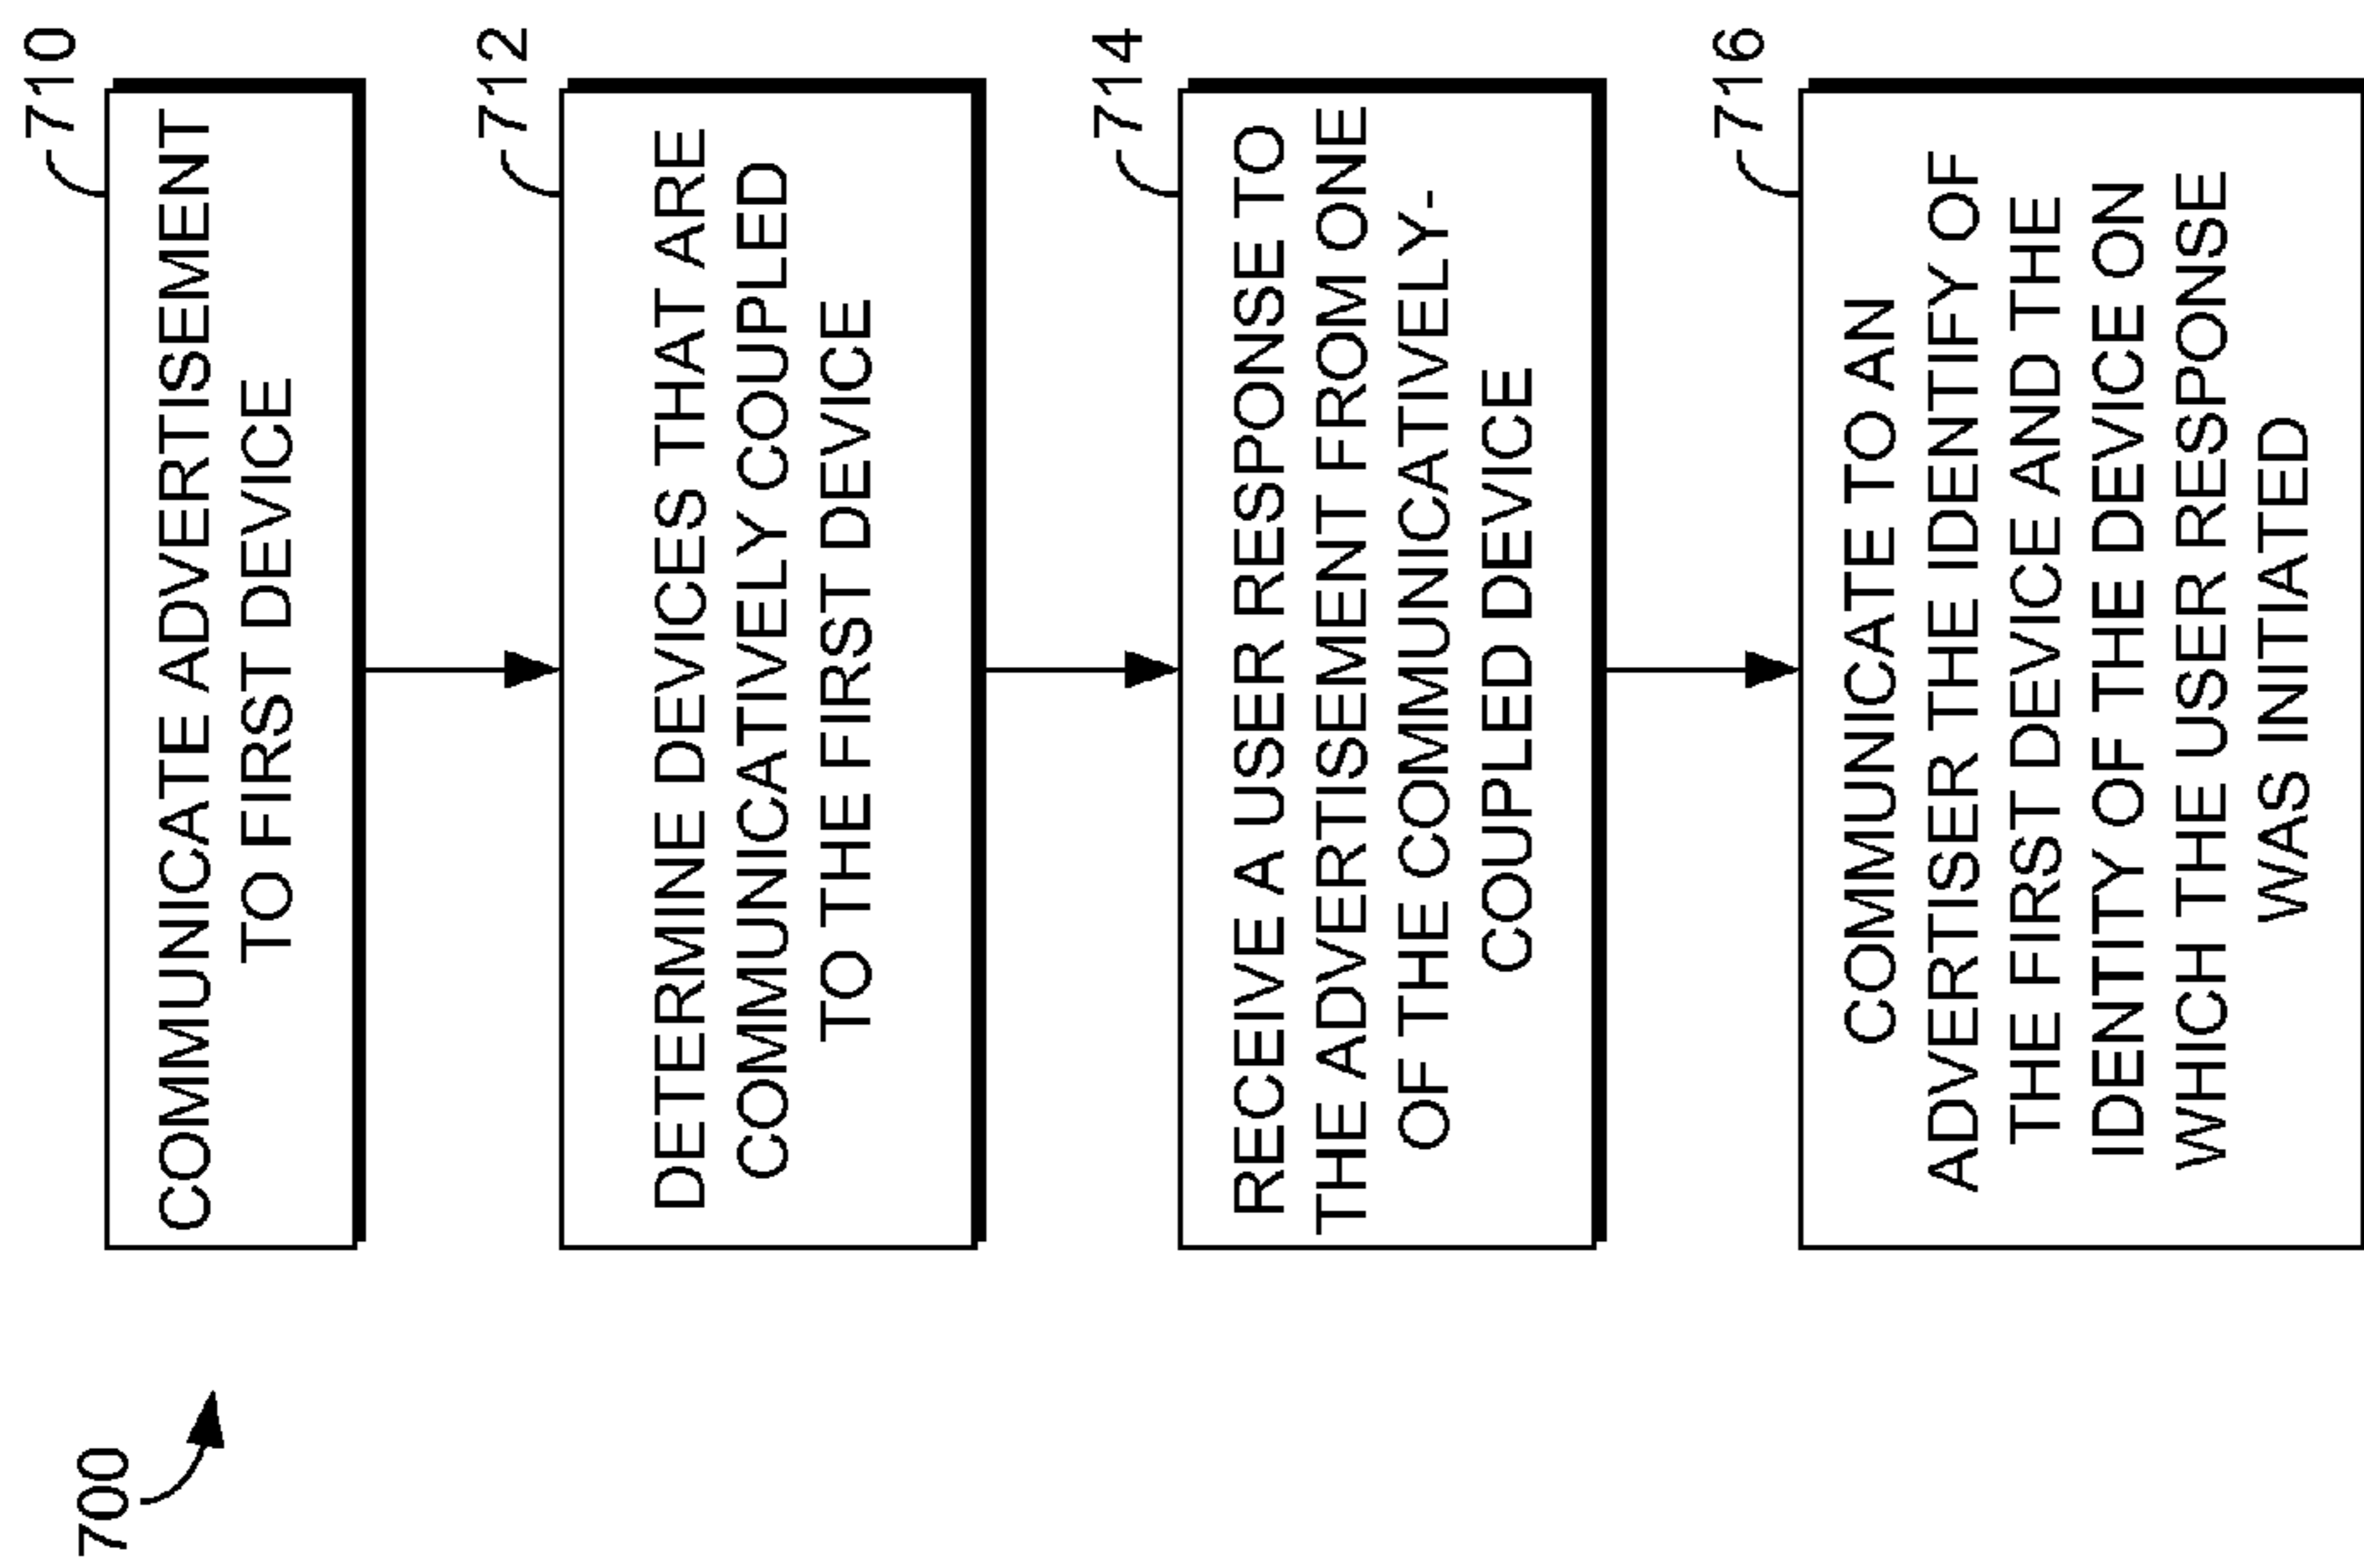 700
710
COMMUNICATE ADVERTISEMENT
TO FIRST DEVICE
712
DETERMINE DEVICES THAT ARE
COMMUNICATIVELY COUPLED
TO THE FIRST DEVICE
714
RECEIVE A USER RESPONSE TO
THE ADVERTISEMENT FROM ONE
OF THE COMMUNICATIVELY-
COUPLED DEVICE
716
COMMUNICATE TO AN
ADVERTISER THE IDENTIFY OF
THE FIRST DEVICE AND THE
IDENTITY OF THE DEVICE ON
WHICH THE USER RESPONSE
WAS INITIATED